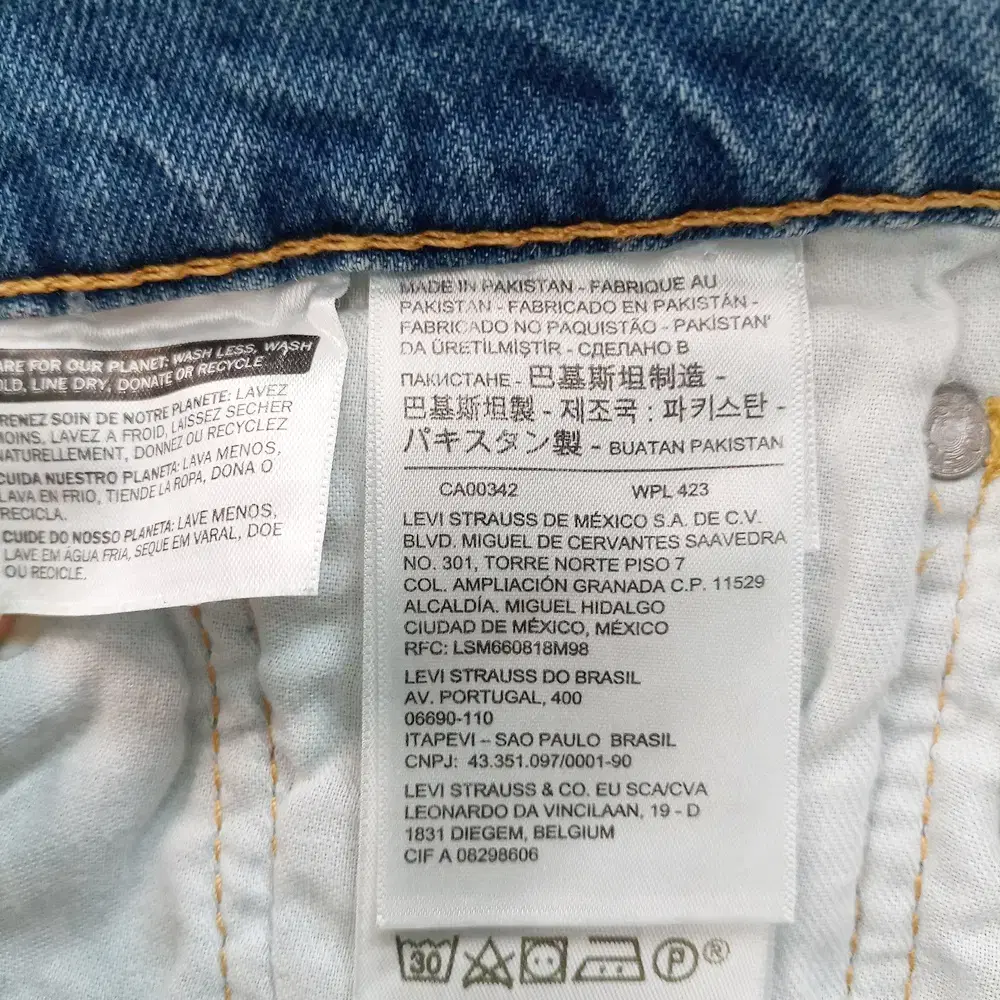 ARE FOR OUR PLANET: WASH LESS, WASH
OLD, LINE DRY, DONATE OR RECYCLE.
RENEZ SOIN DE NOTRE PLANETE: LAVEZ
MOINS, LAVEZ A FROID, LAISSEZ SECHER
NATURELLEMENT, DONNEZ OU RECYCLEZ
CUIDA NUESTRO PLANETA: LAVA MENOS,
LAVA EN FRIO, TIENDE LA ROPA, DONA O
RECICLA.
CUIDE DO NOSSO PLANETA: LAVE MENOS,
LAVE EM ÁGUA FRIA, SEQUE EM VARAL, DOE
OU RECICLE.
MADE IN PAKISTAN - FABRIQUE AU
PAKISTAN - FABRICADO EN PAKISTÁN -
FABRICADO NO PAQUISTÃO - PAKİSTAN'
DA ÜRETİLMİŞTİR - СДЕЛАНО В
ПАКИСТАНЕ - 巴基斯坦制造 -
巴基斯坦製 - 제조국 : 파키스탄 -
パキスタン製 - BUATAN PAKISTAN
CA00342 WPL 423
LEVI STRAUSS DE MÉXICO S.A. DE C.V.
BLVD. MIGUEL DE CERVANTES SAAVEDRA
NO. 301, TORRE NORTE PISO 7
COL. AMPLIACIÓN GRANADA C.P. 11529
ALCALDÍA. MIGUEL HIDALGO
CIUDAD DE MÉXICO, MÉXICO
RFC: LSM660818M98
LEVI STRAUSS DO BRASIL
AV. PORTUGAL, 400
06690-110
ITAPEVI – SAO PAULO BRASIL
CNPJ: 43.351.097/0001-90
LEVI STRAUSS & CO. EU SCA/CVA
LEONARDO DA VINCILAAN, 19 - D
1831 DIEGEM, BELGIUM
CIF A 08298606
30 P ®